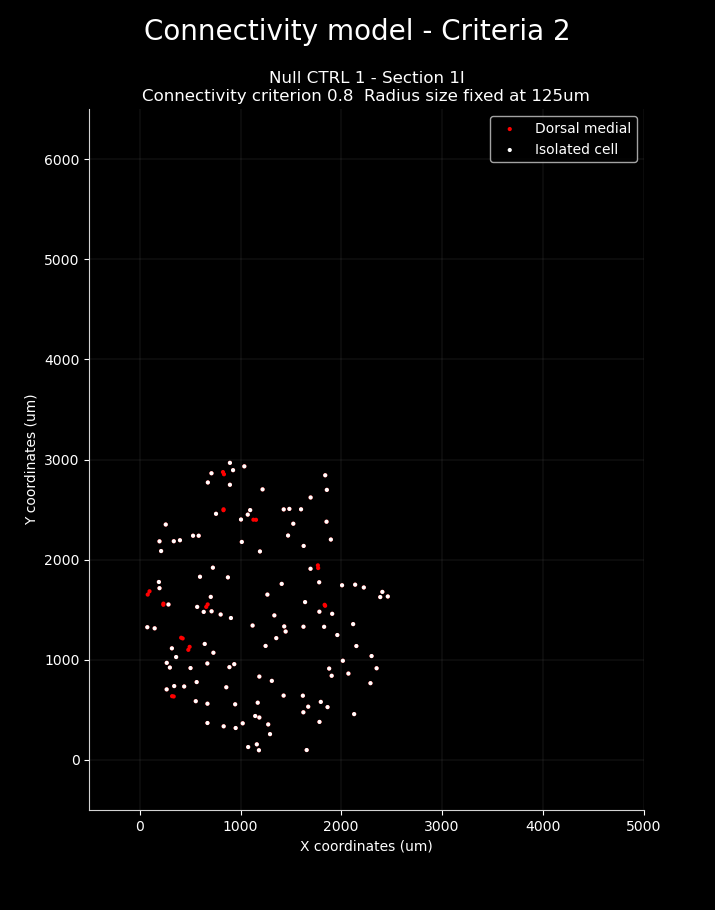 Connectivity model - Criteria 2
Null CTRL 1 - Section 1I
Connectivity criterion 0.8  Radius size fixed at 125um
Dorsal medial
Isolated cell
6000
5000
4000
3000
2000
1000
0
Y coordinates (um)
0 1000 2000 3000 4000 5000
X coordinates (um)